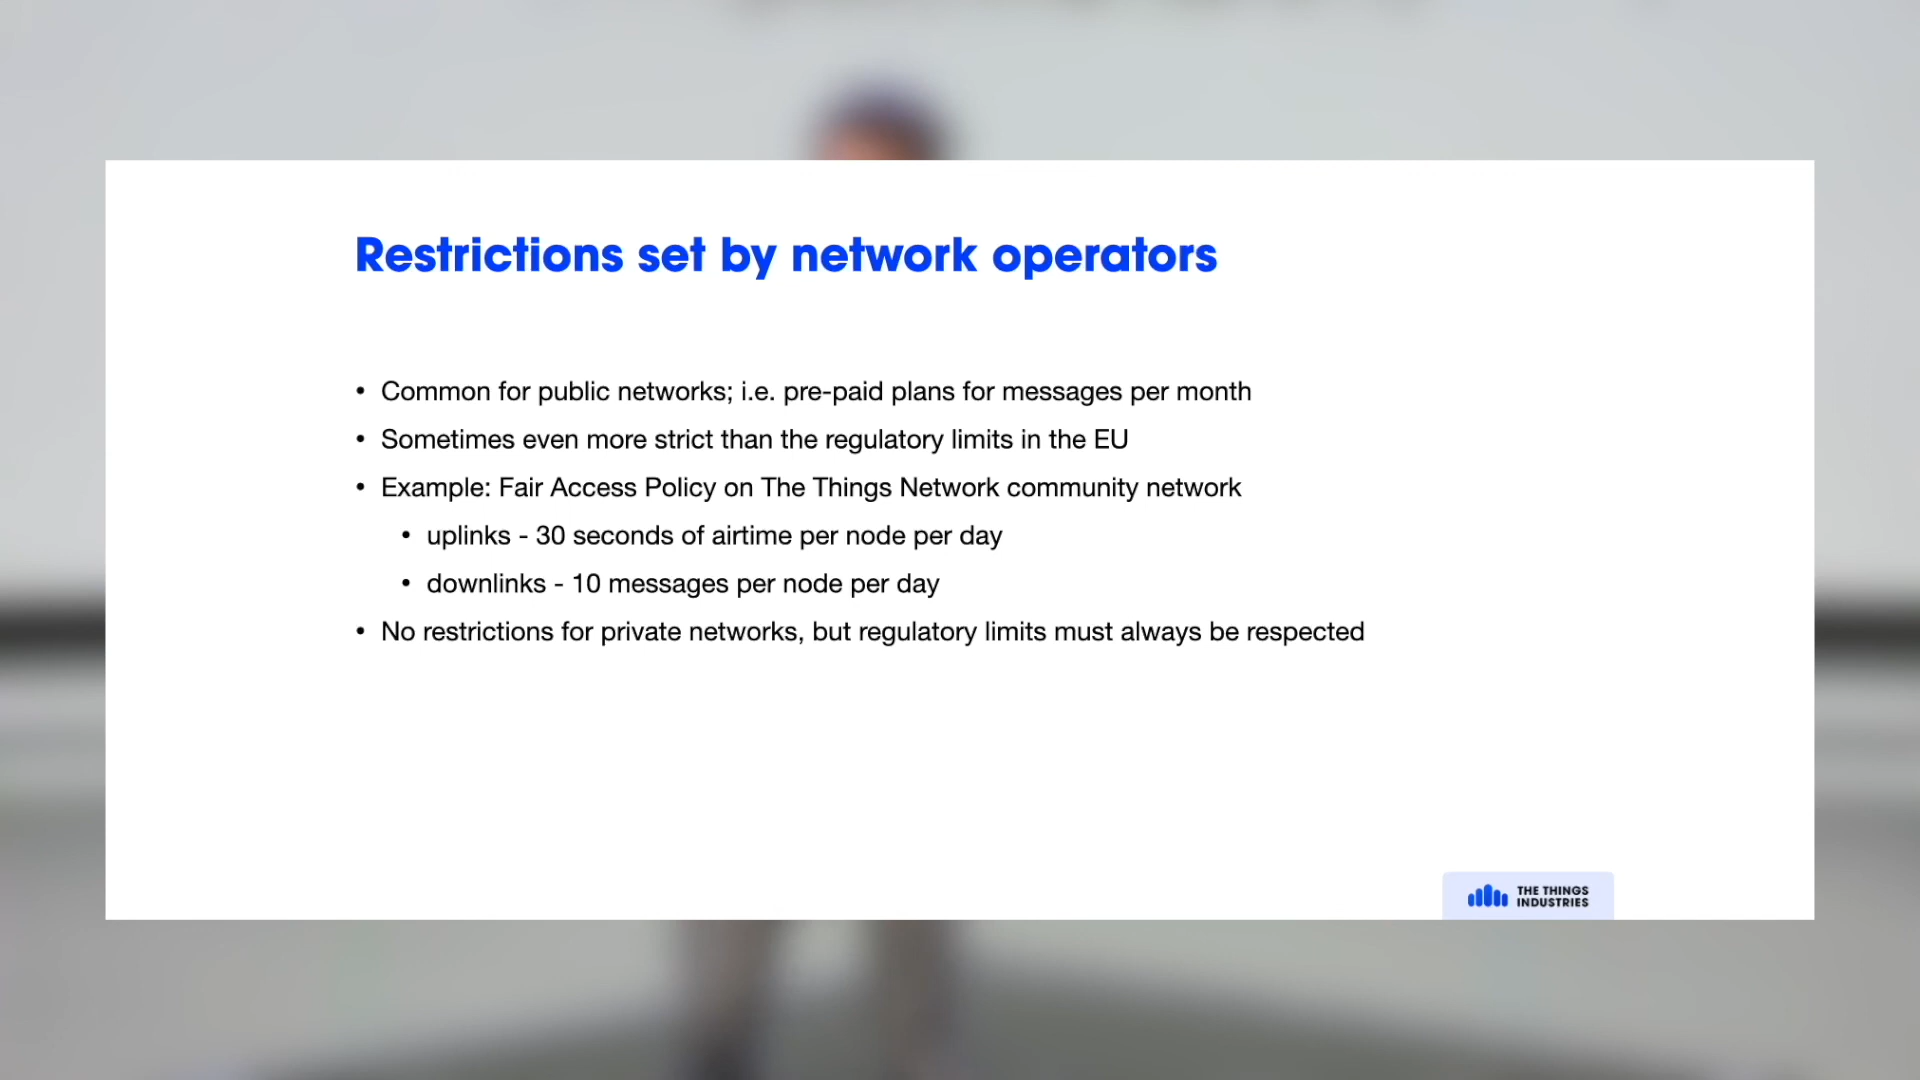 Restrictions set by network operators
• Common for public networks; i.e. pre-paid plans for messages per month
• Sometimes even more strict than the regulatory limits in the EU
• Example: Fair Access Policy on The Things Network community network
• uplinks - 30 seconds of airtime per node per day
• downlinks - 10 messages per node per day
• No restrictions for private networks, but regulatory limits must always be respected
THE THINGS
INDUSTRIES